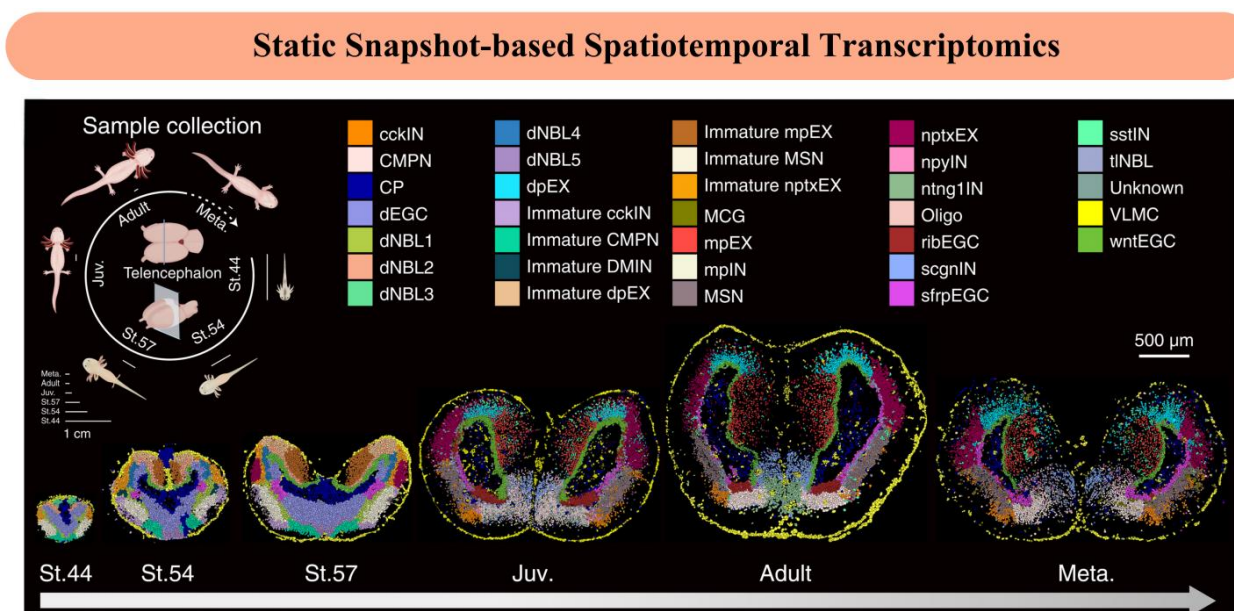 Static Snapshot-based Spatiotemporal Transcriptomics
Sample collection
Adult
Meta.
Juv.
Telencephalon
St.44
St.57
St.54
Meta.
Adult
Juv.
St.57
St.54
St.44
1 cm
cckIN
CMPN
CP
dEGC
dNBL1
dNBL2
dNBL3
dNBL4
dNBL5
dpEX
Immature cckIN
Immature CMPN
Immature DMIN
Immature dpEX
Immature mpEX
Immature MSN
Immature nptxEX
MCG
mpEX
mpIN
MSN
nptxEX
npyIN
ntng1IN
Oligo
ribEGC
scgnIN
sfrpEGC
sstIN
tlNBL
Unknown
VLMC
wntEGC
500 μm
St.44
St.54
St.57
Juv.
Adult
Meta.